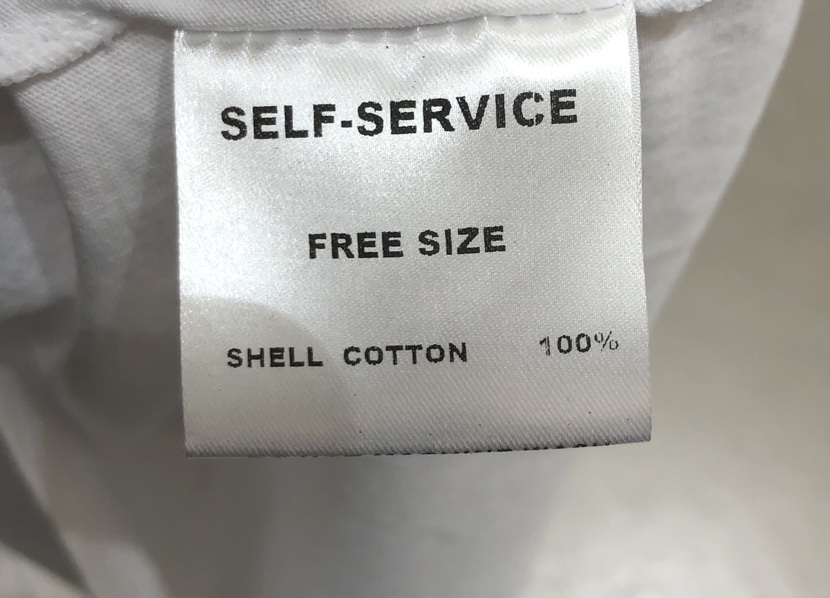 SELF-SERVICE
FREE SIZE
SHELL COTTON 100%